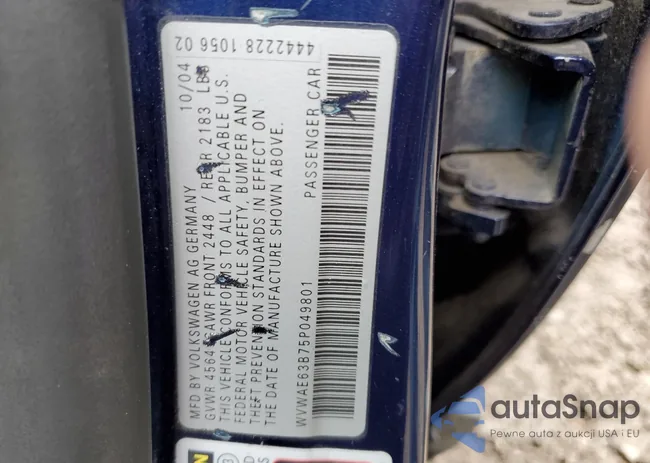 MFD BY VOLKSWAGEN AG GERMANY 10/04
GVWR 4564 GAWR FRONT 2448 / REAR 2183 LBS
THIS VEHICLE CONFORMS TO ALL APPLICABLE U.S.
FEDERAL MOTOR VEHICLE SAFETY, BUMPER AND
THEFT PREVENTION STANDARDS IN EFFECT ON
THE DATE OF MANUFACTURE SHOWN ABOVE.
WVWAE63B75P049801 PASSENGER CAR
4442228 1056 02
autaSnap
Pewne auta z aukcji USA i EU